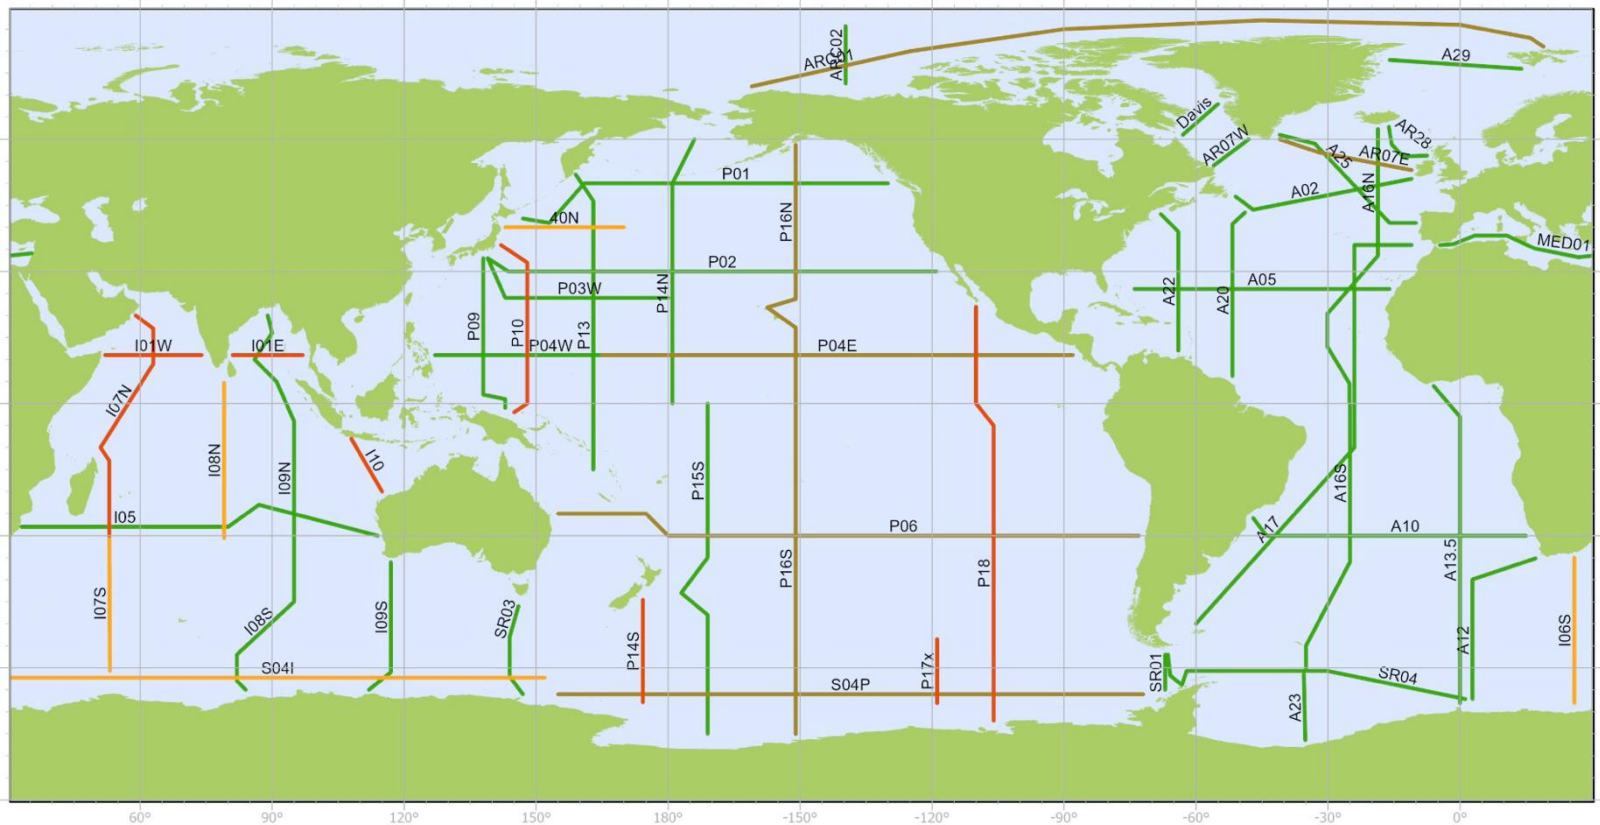 ARC02
ARC01
A29
Davis
AR28
AR07W
A25
AR07E
P01
A02
A16N
40N
P16N
MED01
P02
P14N
P03W
A22
A20
A05
P09
P10
P13
I01W
I01E
P04W
P04E
I07N
I08N
I10
I09N
P15S
A16S
I05
P06
A17
A10
A13.5
P16S
P18
I07S
I08S
I09S
SR03
P14S
P17x
SR01
A12
I06S
S04I
S04P
SR04
A23
60°
90°
120°
150°
180°
-150°
-120°
-90°
-60°
-30°
0°